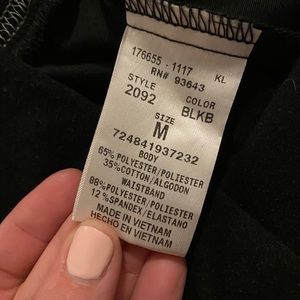 176655 - 1117 KL
RN# 93643
STYLE COLOR
2092 BLKB
SIZE
M
724841937232
BODY
65% POLYESTER/POLIESTER
35%COTTON/ALGODON
WAISTBAND
88% POLYESTER/POLIESTER
12 %SPANDEX/ELASTANO
MADE IN VIETNAM
HECHO EN VIETNAM